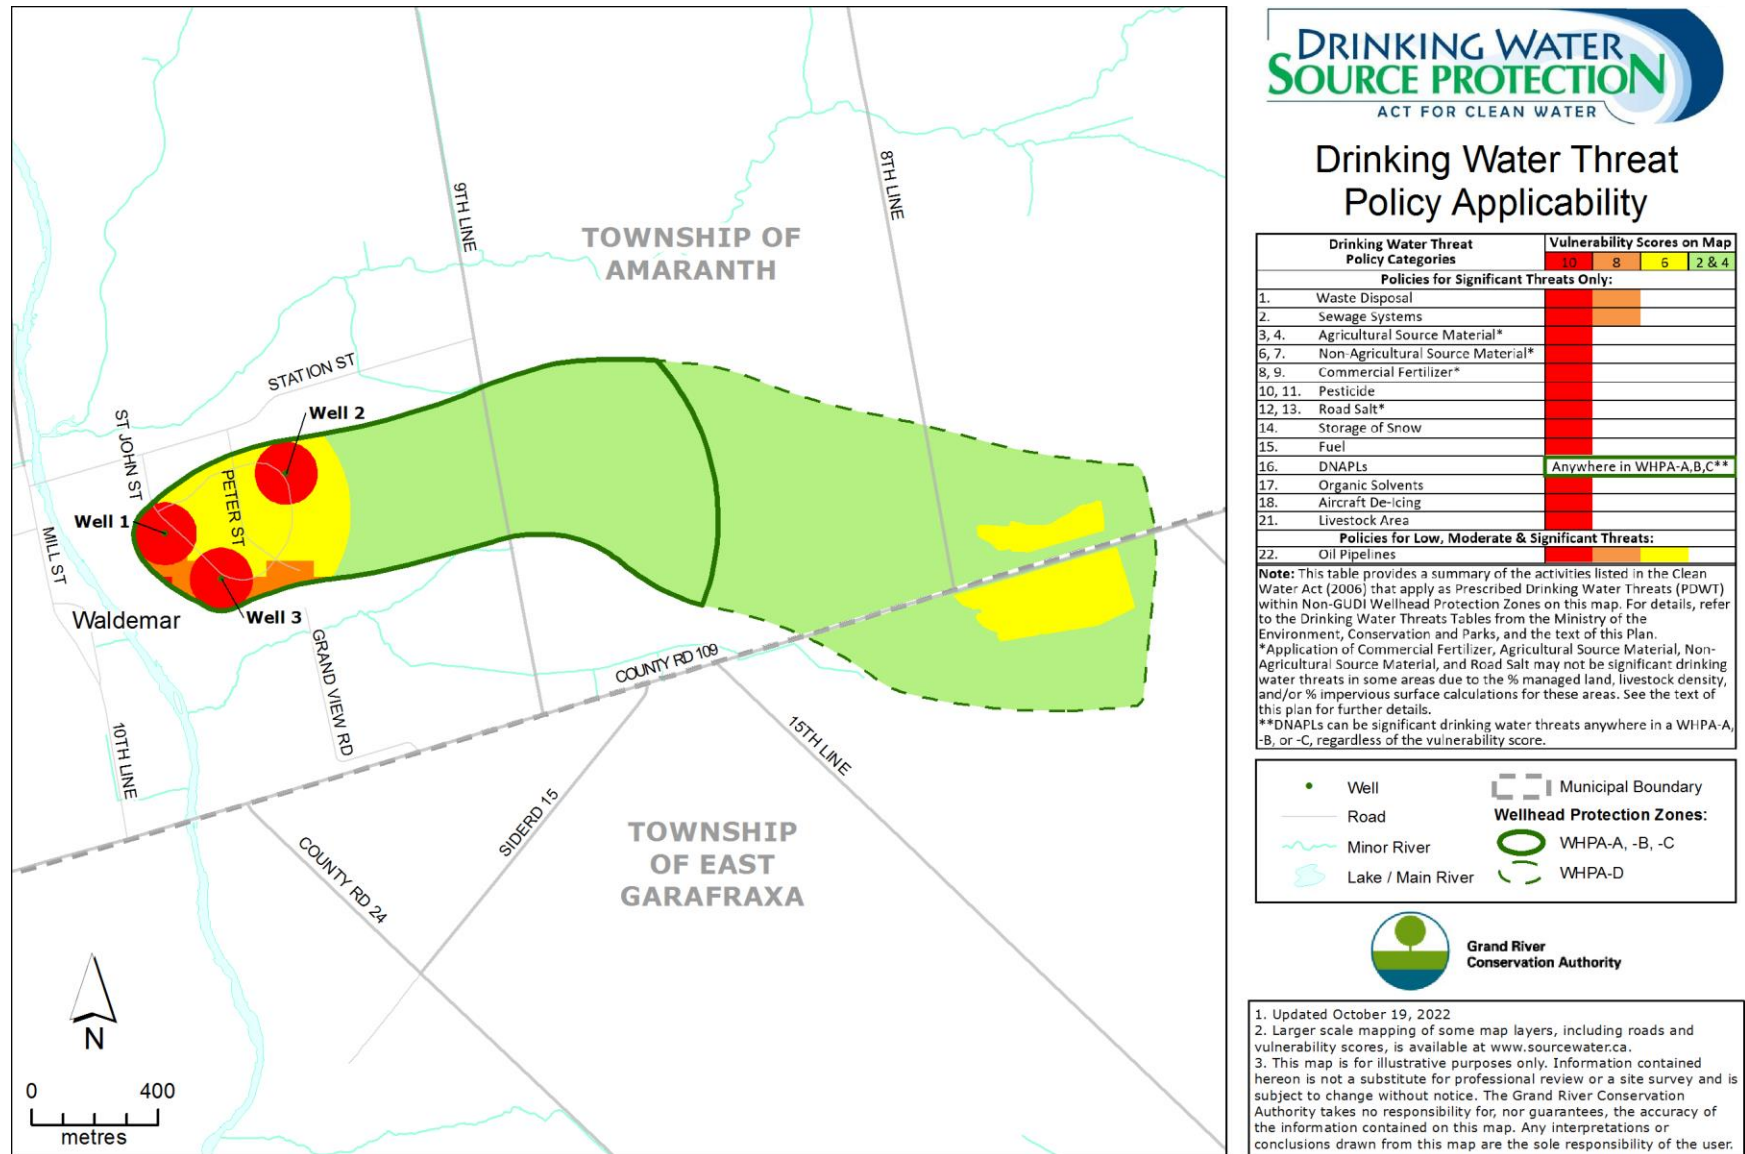 DRINKING WATER
SOURCE PROTECTION
ACT FOR CLEAN WATER
Drinking Water Threat
Policy Applicability
Drinking Water Threat
Policy Categories
Vulnerability Scores on Map
10 8 6 2 & 4
Policies for Significant Threats Only:
1. Waste Disposal
2. Sewage Systems
3, 4. Agricultural Source Material*
6, 7. Non-Agricultural Source Material*
8, 9. Commercial Fertilizer*
10, 11. Pesticide
12, 13. Road Salt*
14. Storage of Snow
15. Fuel
16. DNAPLs Anywhere in WHPA-A,B,C**
17. Organic Solvents
18. Aircraft De-Icing
21. Livestock Area
Policies for Low, Moderate & Significant Threats:
22. Oil Pipelines
Note: This table provides a summary of the activities listed in the Clean
Water Act (2006) that apply as Prescribed Drinking Water Threats (PDWT)
within Non-GUDI Wellhead Protection Zones on this map. For details, refer
to the Drinking Water Threats Tables from the Ministry of the
Environment, Conservation and Parks, and the text of this Plan.
*Application of Commercial Fertilizer, Agricultural Source Material, Non-
Agricultural Source Material, and Road Salt may not be significant drinking
water threats in some areas due to the % managed land, livestock density,
and/or % impervious surface calculations for these areas. See the text of
this plan for further details.
**DNAPLs can be significant drinking water threats anywhere in a WHPA-A,
-B, or -C, regardless of the vulnerability score.
Well
Road
Minor River
Lake / Main River
Municipal Boundary
Wellhead Protection Zones:
WHPA-A, -B, -C
WHPA-D
Grand River
Conservation Authority
1. Updated October 19, 2022
2. Larger scale mapping of some map layers, including roads and
vulnerability scores, is available at www.sourcewater.ca.
3. This map is for illustrative purposes only. Information contained
hereon is not a substitute for professional review or a site survey and is
subject to change without notice. The Grand River Conservation
Authority takes no responsibility for, nor guarantees, the accuracy of
the information contained on this map. Any interpretations or
conclusions drawn from this map are the sole responsibility of the user.
TOWNSHIP OF
AMARANTH
9TH LINE
8TH LINE
STATION ST
ST JOHN ST
PETER ST
MILL ST
Well 2
Well 1
Well 3
Waldemar
GRAND VIEW RD
COUNTY RD 109
10TH LINE
15TH LINE
SIDERD 15
COUNTY RD 24
TOWNSHIP
OF EAST
GARAFRAXA
N
0 400
metres